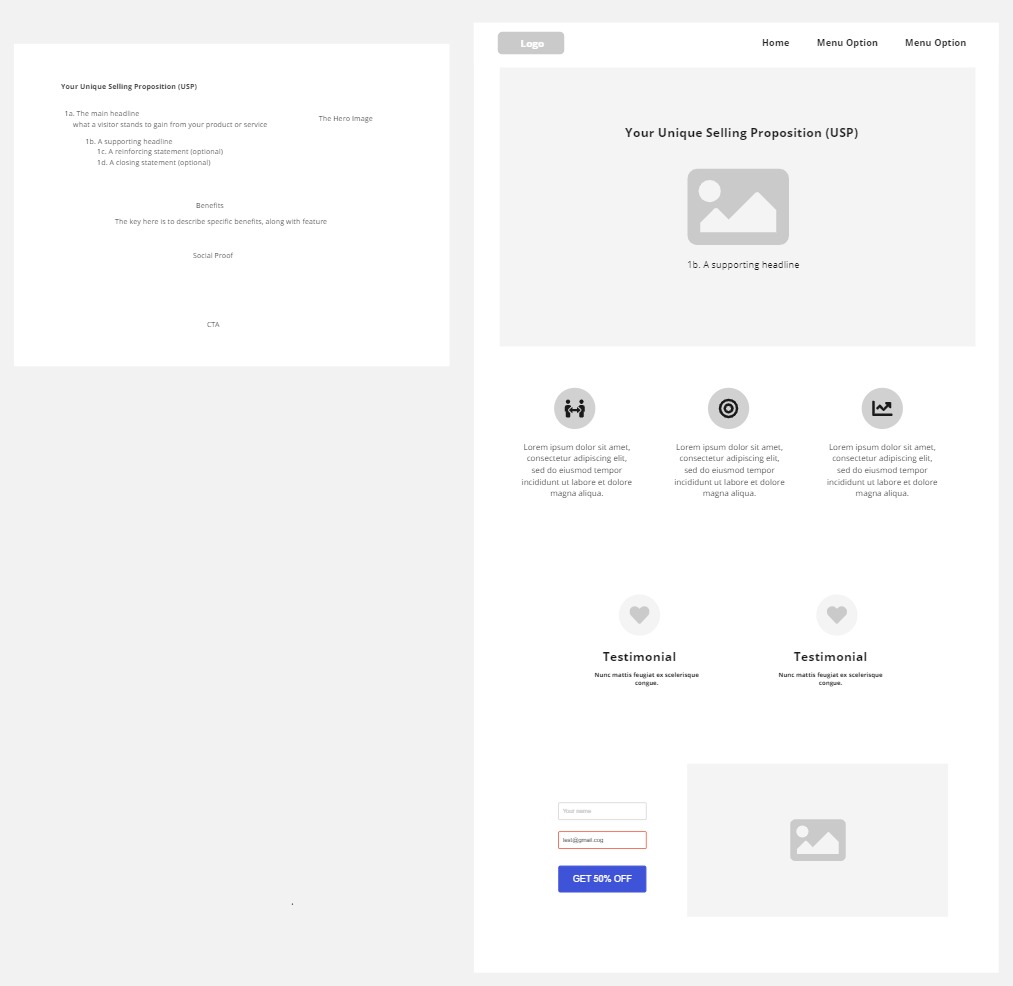 Your Unique Selling Proposition (USP)
1a. The main headline
what a visitor stands to gain from your product or service
The Hero Image
1b. A supporting headline
1c. A reinforcing statement (optional)
1d. A closing statement (optional)
Benefits
The key here is to describe specific benefits, along with feature
Social Proof
CTA
Logo
Home
Menu Option
Menu Option
Your Unique Selling Proposition (USP)
1b. A supporting headline
Lorem ipsum dolor sit amet,
consectetur adipiscing elit,
sed do eiusmod tempor
incididunt ut labore et dolore
magna aliqua.
Lorem ipsum dolor sit amet,
consectetur adipiscing elit,
sed do eiusmod tempor
incididunt ut labore et dolore
magna aliqua.
Lorem ipsum dolor sit amet,
consectetur adipiscing elit,
sed do eiusmod tempor
incididunt ut labore et dolore
magna aliqua.
Testimonial
Nunc mattis feugiat ex scelerisque
congue.
Testimonial
Nunc mattis feugiat ex scelerisque
congue.
Your name
test@gmail.cog
GET 50% OFF